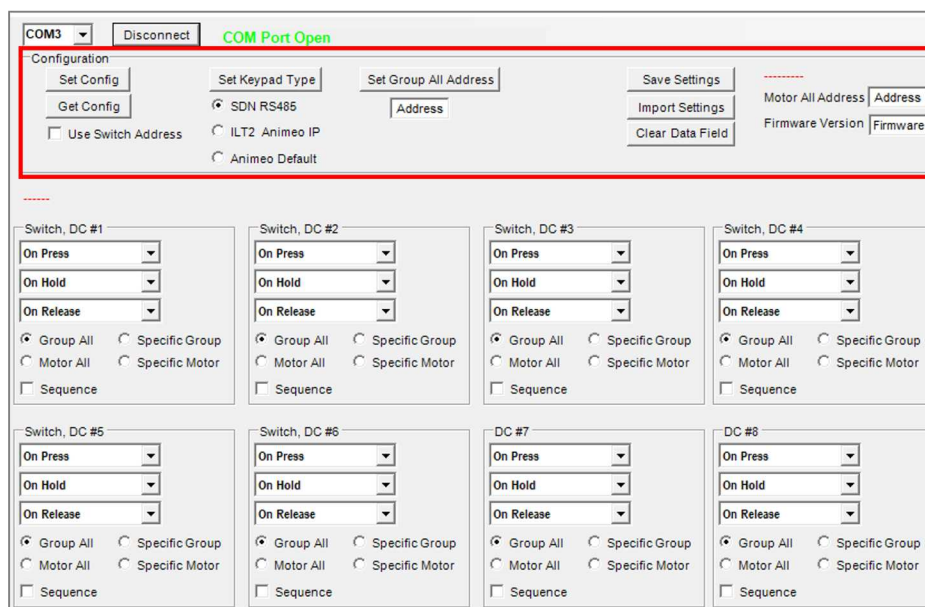 COM3 Disconnect COM Port Open
Configuration
Set Config Set Keypad Type Set Group All Address Save Settings ---------
Get Config SDN RS485 Address Import Settings Motor All Address Address
Use Switch Address ILT2 Animeo IP Clear Data Field Firmware Version Firmware
Animeo Default
------
Switch, DC #1 Switch, DC #2 Switch, DC #3 Switch, DC #4
On Press On Press On Press On Press
On Hold On Hold On Hold On Hold
On Release On Release On Release On Release
Group All Specific Group Group All Specific Group Group All Specific Group Group All Specific Group
Motor All Specific Motor Motor All Specific Motor Motor All Specific Motor Motor All Specific Motor
Sequence Sequence Sequence Sequence
Switch, DC #5 Switch, DC #6 DC #7 DC #8
On Press On Press On Press On Press
On Hold On Hold On Hold On Hold
On Release On Release On Release On Release
Group All Specific Group Group All Specific Group Group All Specific Group Group All Specific Group
Motor All Specific Motor Motor All Specific Motor Motor All Specific Motor Motor All Specific Motor
Sequence Sequence Sequence Sequence